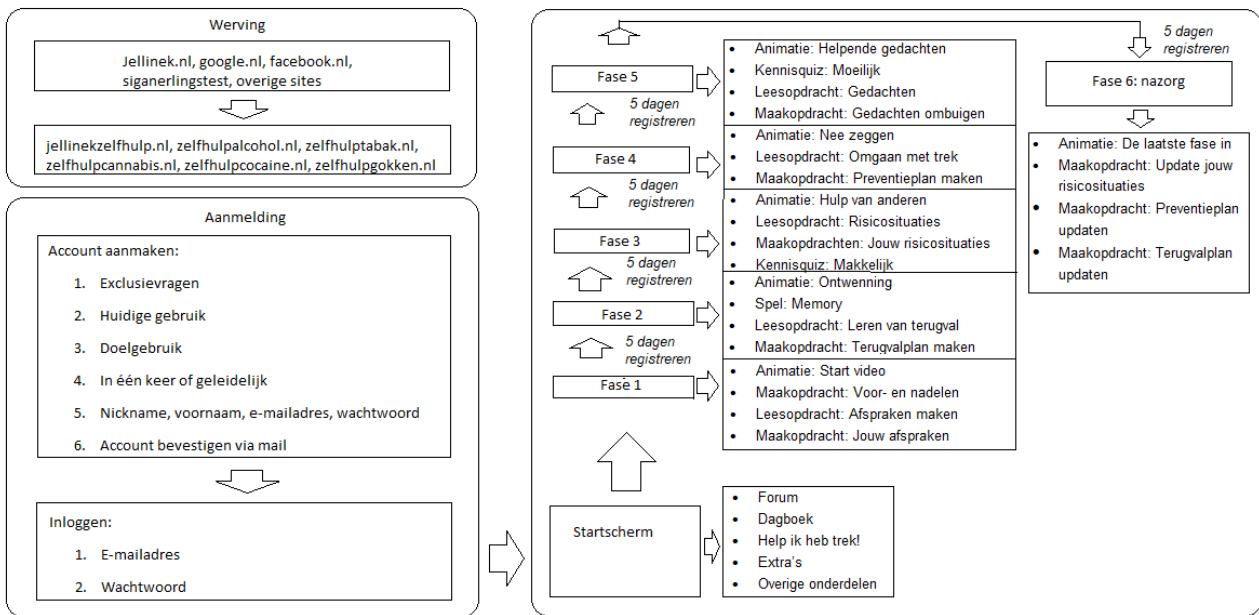 Werving
Jellinek.nl, google.nl, facebook.nl,
siganerlingstest, overige sites
jellinekzelfhulp.nl, zelfhulpalcohol.nl, zelfhulptabak.nl,
zelfhulpcannabis.nl, zelfhulpcocaine.nl, zelfhulpgokken.nl
Aanmelding
Account aanmaken:
1. Exclusievragen
2. Huidige gebruik
3. Doelgebruik
4. In één keer of geleidelijk
5. Nickname, voornaam, e-mailadres, wachtwoord
6. Account bevestigen via mail
Inloggen:
1. E-mailadres
2. Wachtwoord
Fase 5
• Animatie: Helpende gedachten
• Kennisquiz: Moeilijk
• Leesopdracht: Gedachten
• Maakopdracht: Gedachten ombuigen
5 dagen
registreren
Fase 4
• Animatie: Nee zeggen
• Leesopdracht: Omgaan met trek
• Maakopdracht: Preventieplan maken
5 dagen
registreren
Fase 3
• Animatie: Hulp van anderen
• Leesopdracht: Risicosituaties
• Maakopdrachten: Jouw risicosituaties
• Kennisquiz: Makkelijk
5 dagen
registreren
Fase 2
• Animatie: Ontwenning
• Spel: Memory
• Leesopdracht: Leren van terugval
• Maakopdracht: Terugvalplan maken
5 dagen
registreren
Fase 1
• Animatie: Start video
• Maakopdracht: Voor- en nadelen
• Leesopdracht: Afspraken maken
• Maakopdracht: Jouw afspraken
Startscherm
• Forum
• Dagboek
• Help ik heb trek!
• Extra's
• Overige onderdelen
5 dagen
registreren
Fase 6: nazorg
• Animatie: De laatste fase in
• Maakopdracht: Update jouw
risicosituaties
• Maakopdracht: Preventieplan
updaten
• Maakopdracht: Terugvalplan
updaten